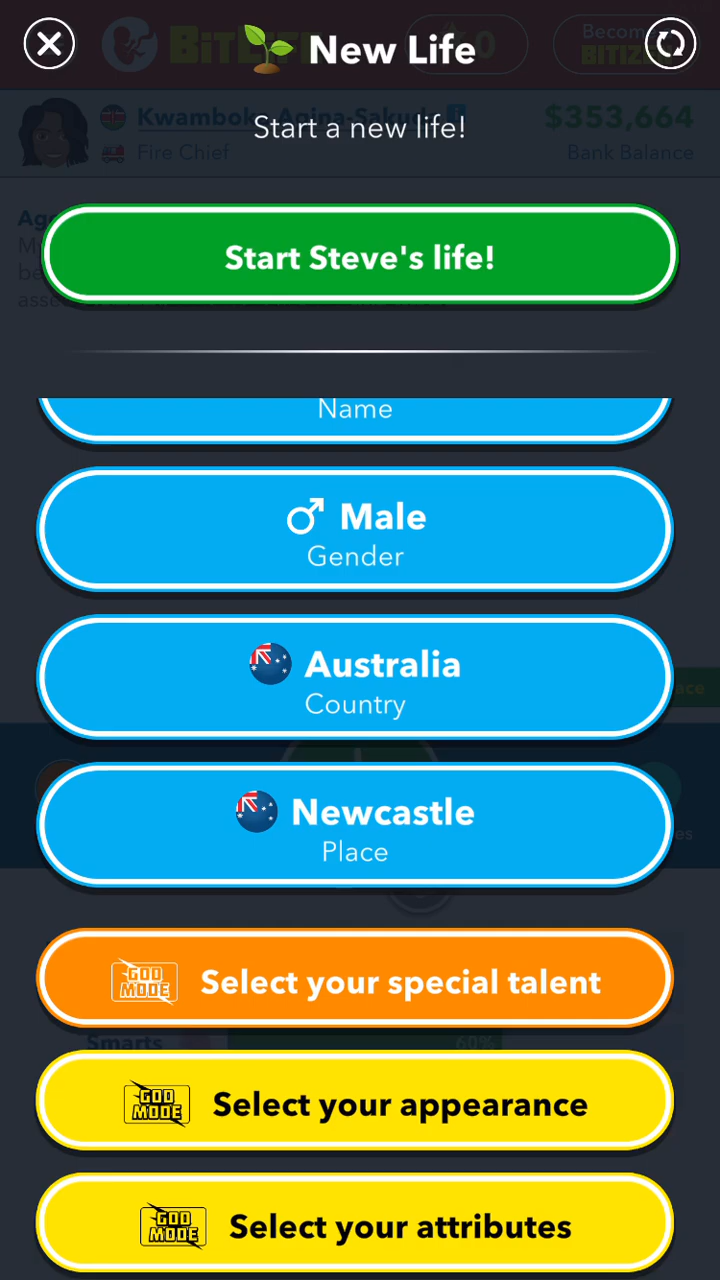 New Life
Start a new life!
$353,664
Fire Chief
Bank Balance
Start Steve's life!
Name
Male
Gender
Australia
Country
Newcastle
Place
GOD MODE Select your special talent
Smarts 60%
GOD MODE Select your appearance
GOD MODE Select your attributes